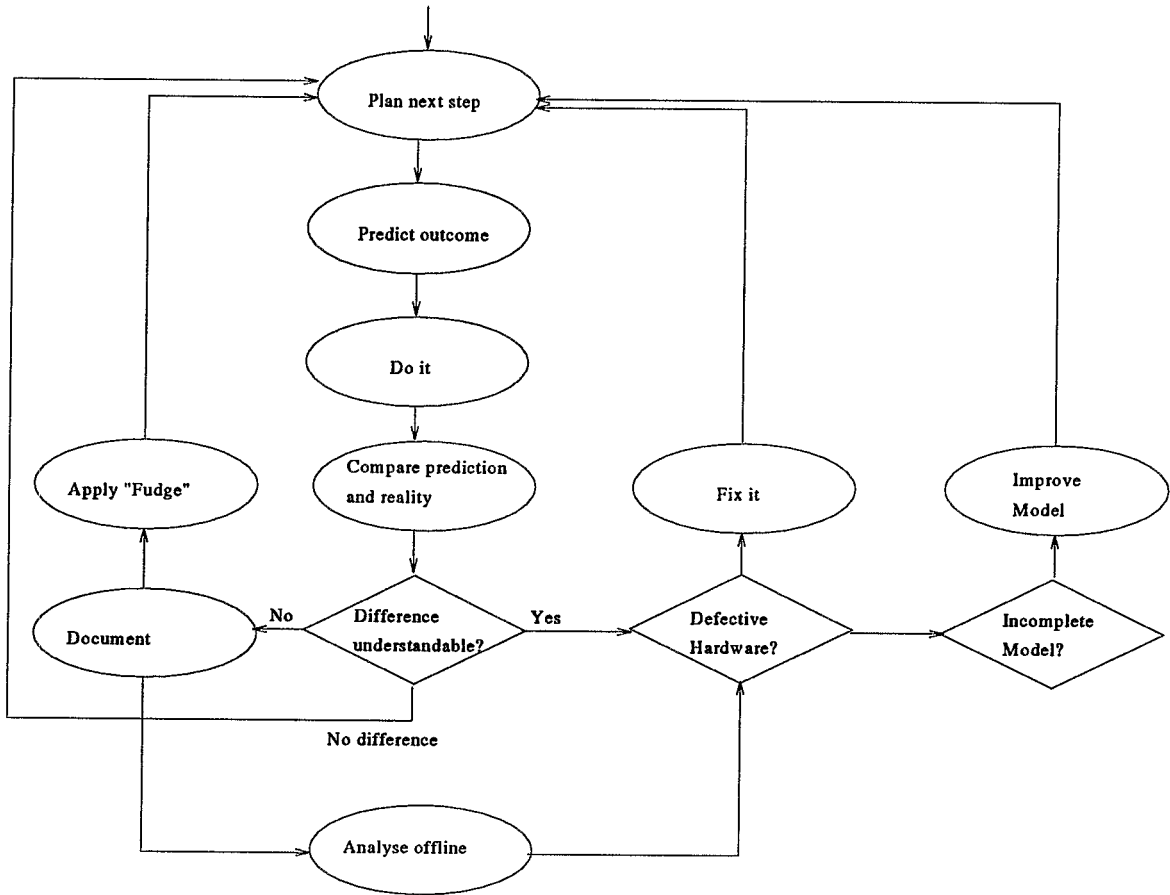 Plan next step
Predict outcome
Do it
Compare prediction
and reality
Apply "Fudge"
Fix it
Improve
Model
No
Difference
understandable?
Yes
Document
Defective
Hardware?
Incomplete
Model?
No difference
Analyse offline